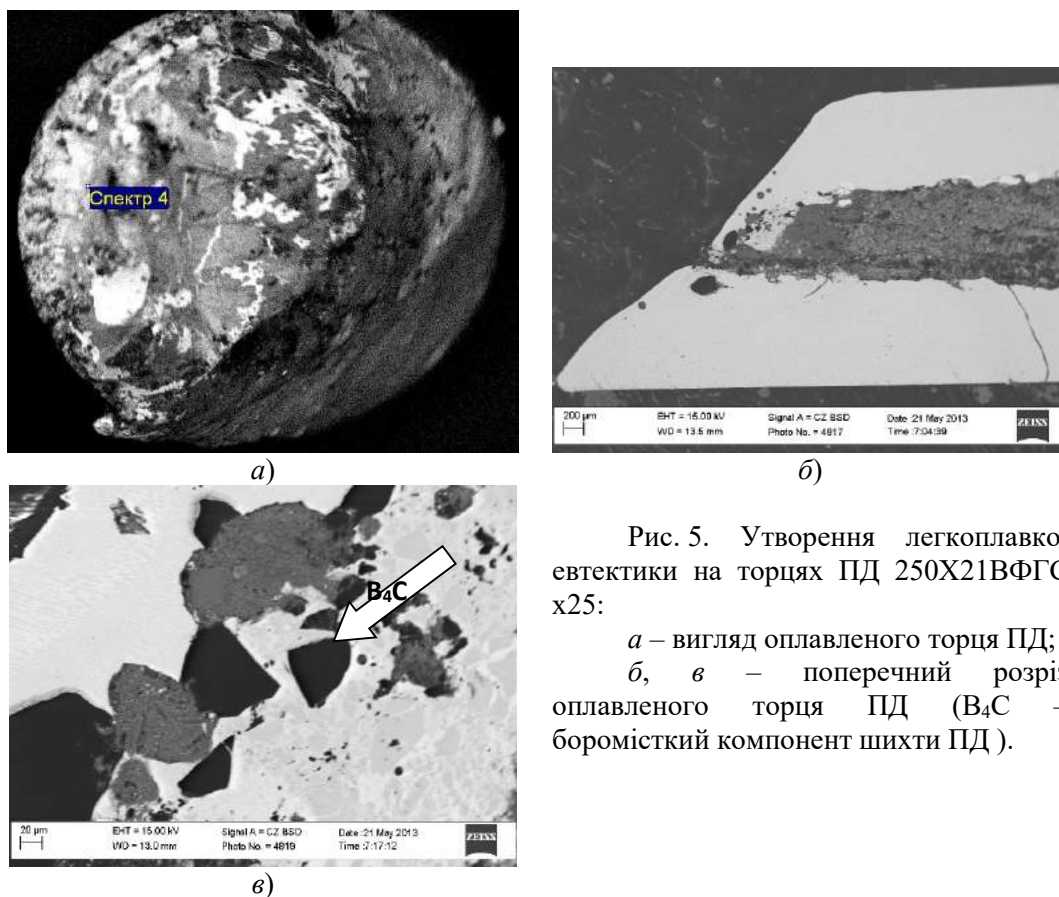 Спектр 4
а)
200 µm
EHT = 15.00 kV
Signal A = CZ BSD
Date :21 May 2013
WD = 13.5 mm
Photo No. = 4817
Time :7:04:39
ZEISS
б)
B₄C
20 µm
EHT = 15.00 kV
Signal A = CZ BSD
Date :21 May 2013
WD = 13.0 mm
Photo No. = 4819
Time :7:17:12
ZEISS
в)
Рис. 5. Утворення легкоплавко
евтектики на торцях ПД 250Х21ВФГС
х25:
а – вигляд оплавленого торця ПД;
б, в – поперечний розріз
оплавленого торця ПД (B₄C –
боромісткий компонент шихти ПД ).